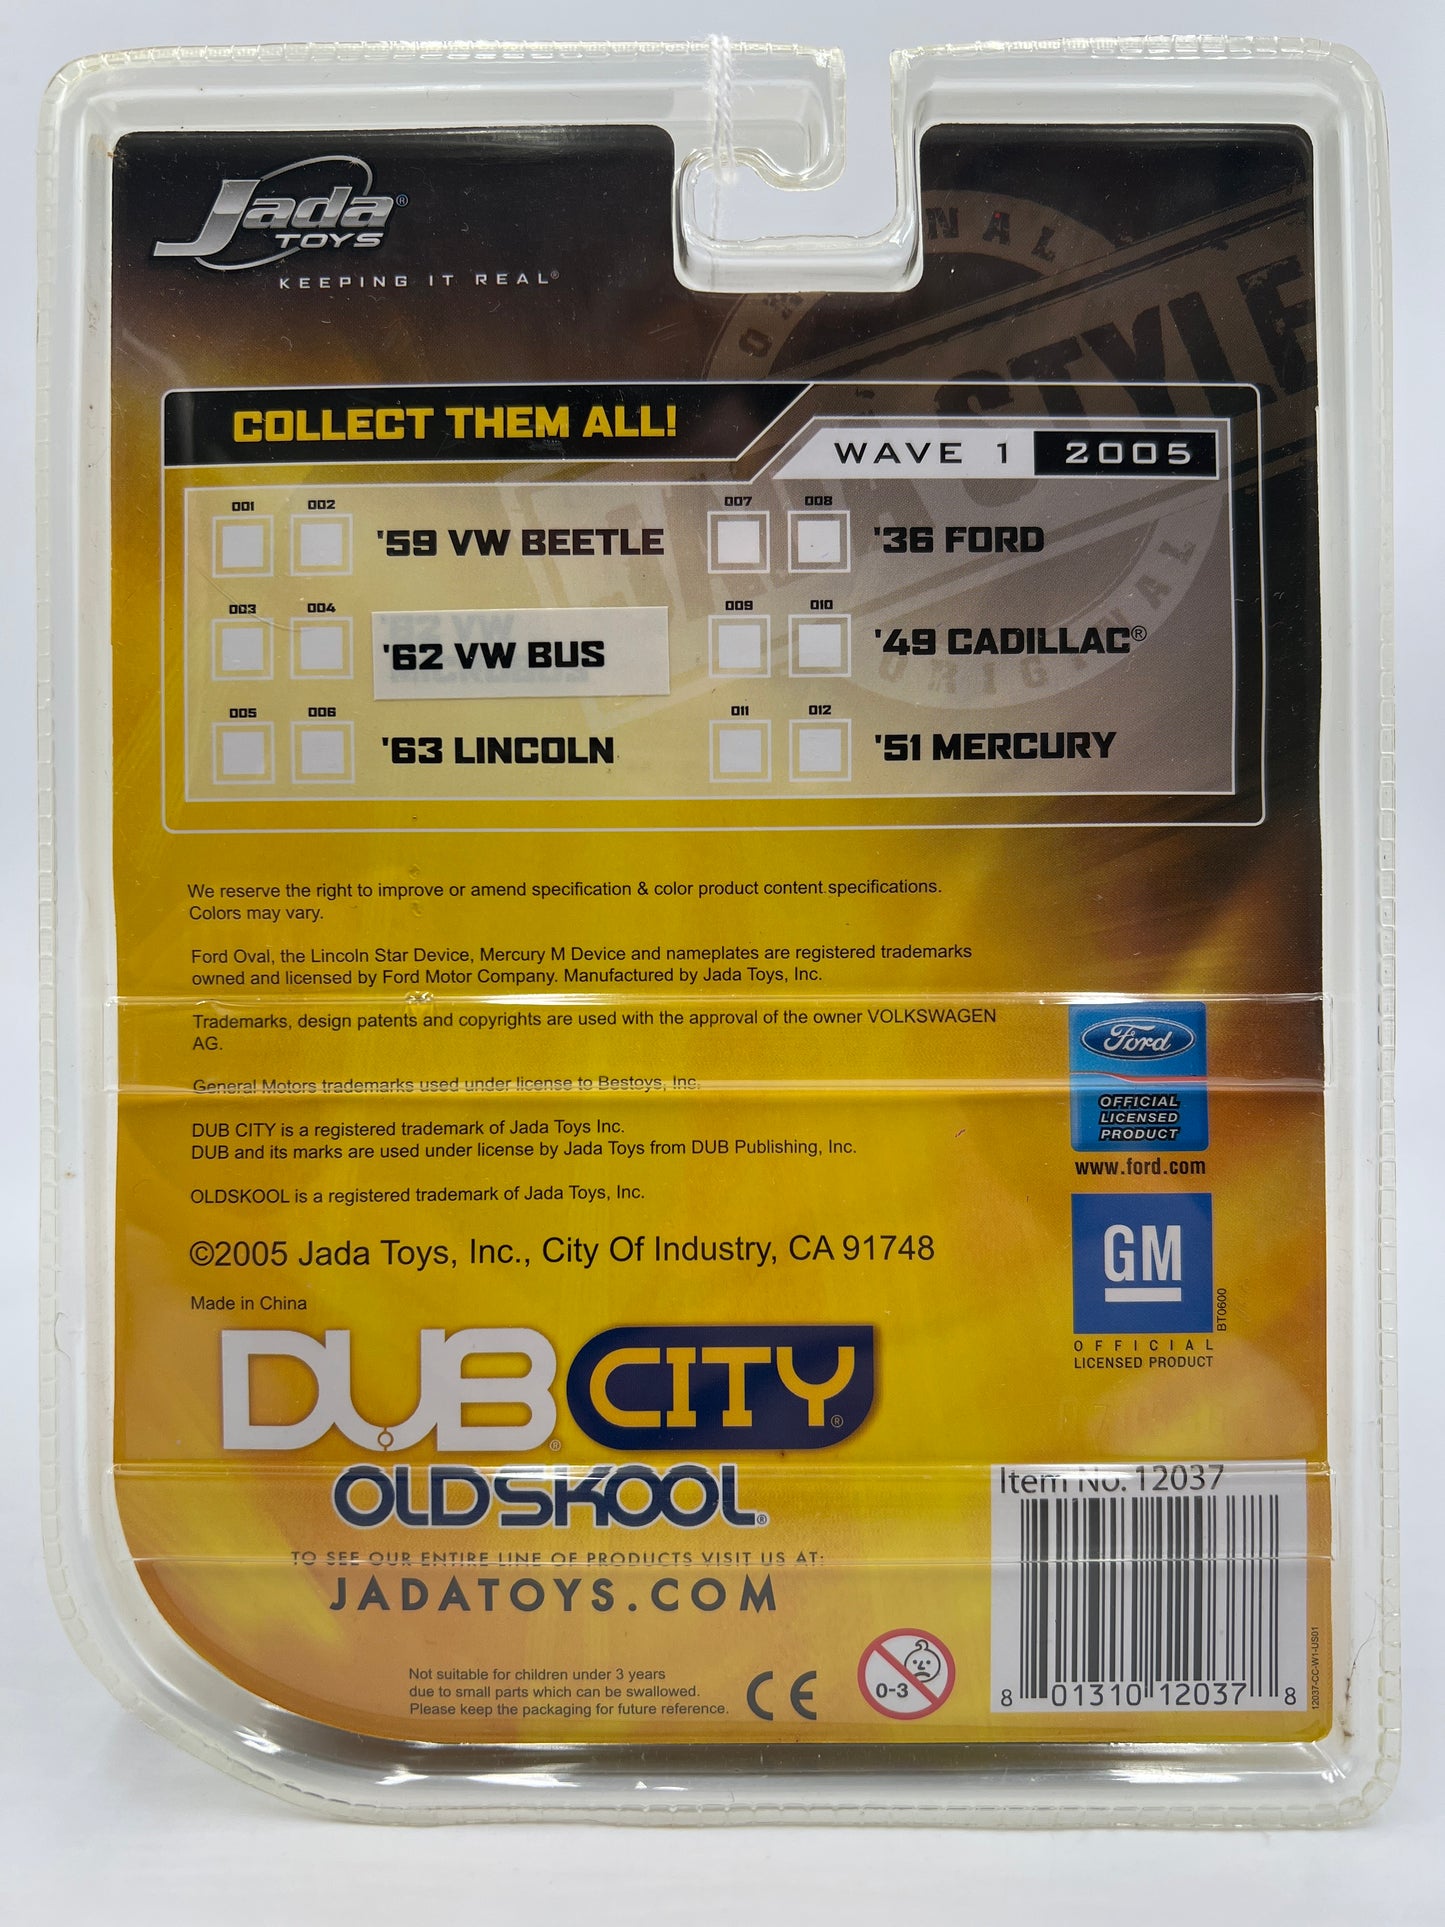 Jada®
TOYS
KEEPING IT REAL®
ORIGINAL
JADA STYLE
ORIGINAL
COLLECT THEM ALL!
WAVE 1 2005
001 002 '59 VW BEETLE
003 004 '62 VW BUS
005 006 '63 LINCOLN
007 008 '36 FORD
009 010 '49 CADILLAC®
011 012 '51 MERCURY
We reserve the right to improve or amend specification & color product content specifications.
Colors may vary.
Ford Oval, the Lincoln Star Device, Mercury M Device and nameplates are registered trademarks
owned and licensed by Ford Motor Company. Manufactured by Jada Toys, Inc.
Trademarks, design patents and copyrights are used with the approval of the owner VOLKSWAGEN
AG.
General Motors trademarks used under license to Bestoys, Inc.
DUB CITY is a registered trademark of Jada Toys Inc.
DUB and its marks are used under license by Jada Toys from DUB Publishing, Inc.
OLDSKOOL is a registered trademark of Jada Toys, Inc.
©2005 Jada Toys, Inc., City Of Industry, CA 91748
Made in China
Ford
OFFICIAL
LICENSED
PRODUCT
www.ford.com
GM
BT0600
OFFICIAL
LICENSED PRODUCT
DUB® CITY®
OLDSKOOL®
TO SEE OUR ENTIRE LINE OF PRODUCTS VISIT US AT:
JADATOYS.COM
Not suitable for children under 3 years
due to small parts which can be swallowed.
Please keep the packaging for future reference.
CE
0-3
Item No. 12037
8 01310 12037 8
12037-CC-W1-US01